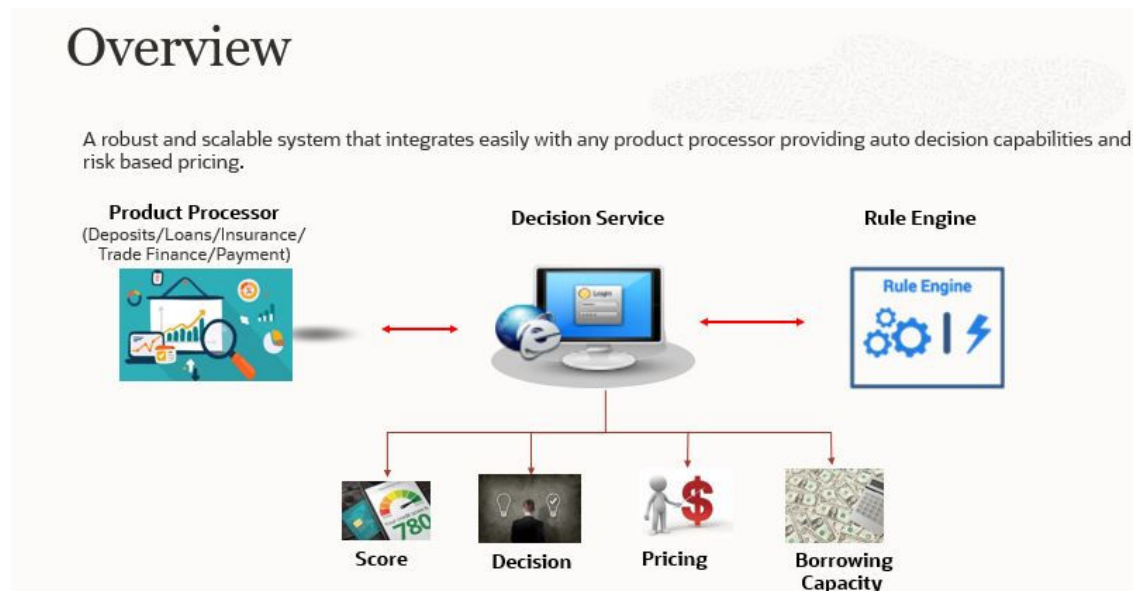 Overview
A robust and scalable system that integrates easily with any product processor providing auto decision capabilities and
risk based pricing.
Product Processor
(Deposits/Loans/Insurance/
Trade Finance/Payment)
Decision Service
Rule Engine
Login
Rule Engine
780
Score
Decision
Pricing
Borrowing
Capacity